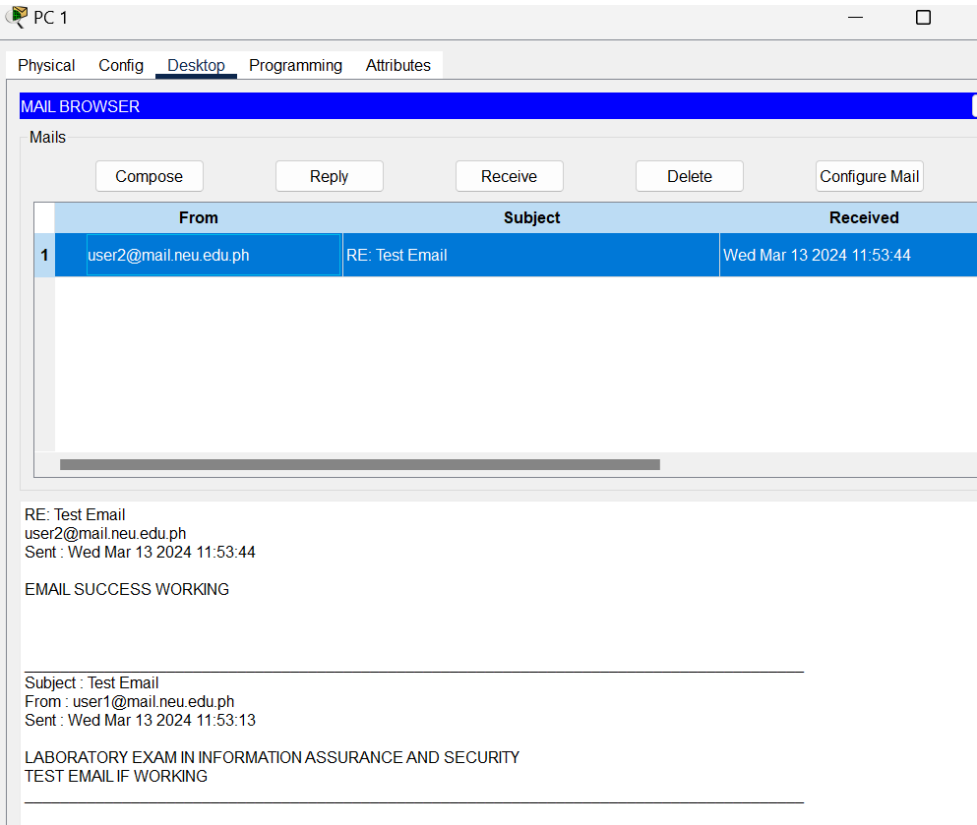 PC 1
Physical Config Desktop Programming Attributes
MAIL BROWSER
Mails
Compose Reply Receive Delete Configure Mail
From Subject Received
1 user2@mail.neu.edu.ph RE: Test Email Wed Mar 13 2024 11:53:44
RE: Test Email
user2@mail.neu.edu.ph
Sent : Wed Mar 13 2024 11:53:44
EMAIL SUCCESS WORKING
Subject : Test Email
From : user1@mail.neu.edu.ph
Sent : Wed Mar 13 2024 11:53:13
LABORATORY EXAM IN INFORMATION ASSURANCE AND SECURITY
TEST EMAIL IF WORKING